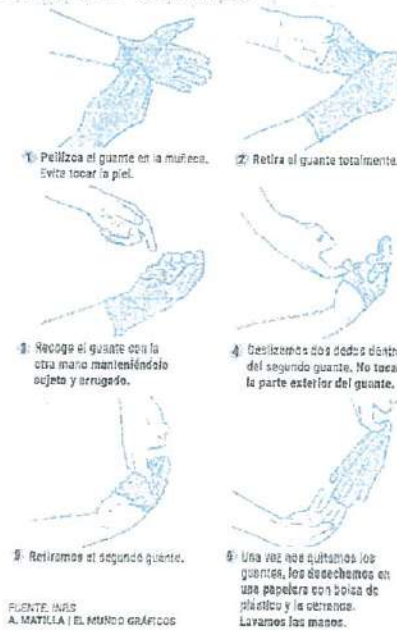 1 Pellizca el guante en la muñeca.
Evita tocar la piel.
2 Retira el guante totalmente.
3 Recoge el guante con la
otra mano manteniéndolo
sujeto y arrugado.
4 Deslizamos dos dedos dentro
del segundo guante. No tocar
la parte exterior del guante.
5 Retiramos el segundo guante.
6 Una vez nos quitamos los
guantes, los desechamos en
una papelera con bolsa de
plástico y la cerramos.
Lavamos las manos.
FUENTE:
A. MATILLA | EL MUNDO GRÁFICOS